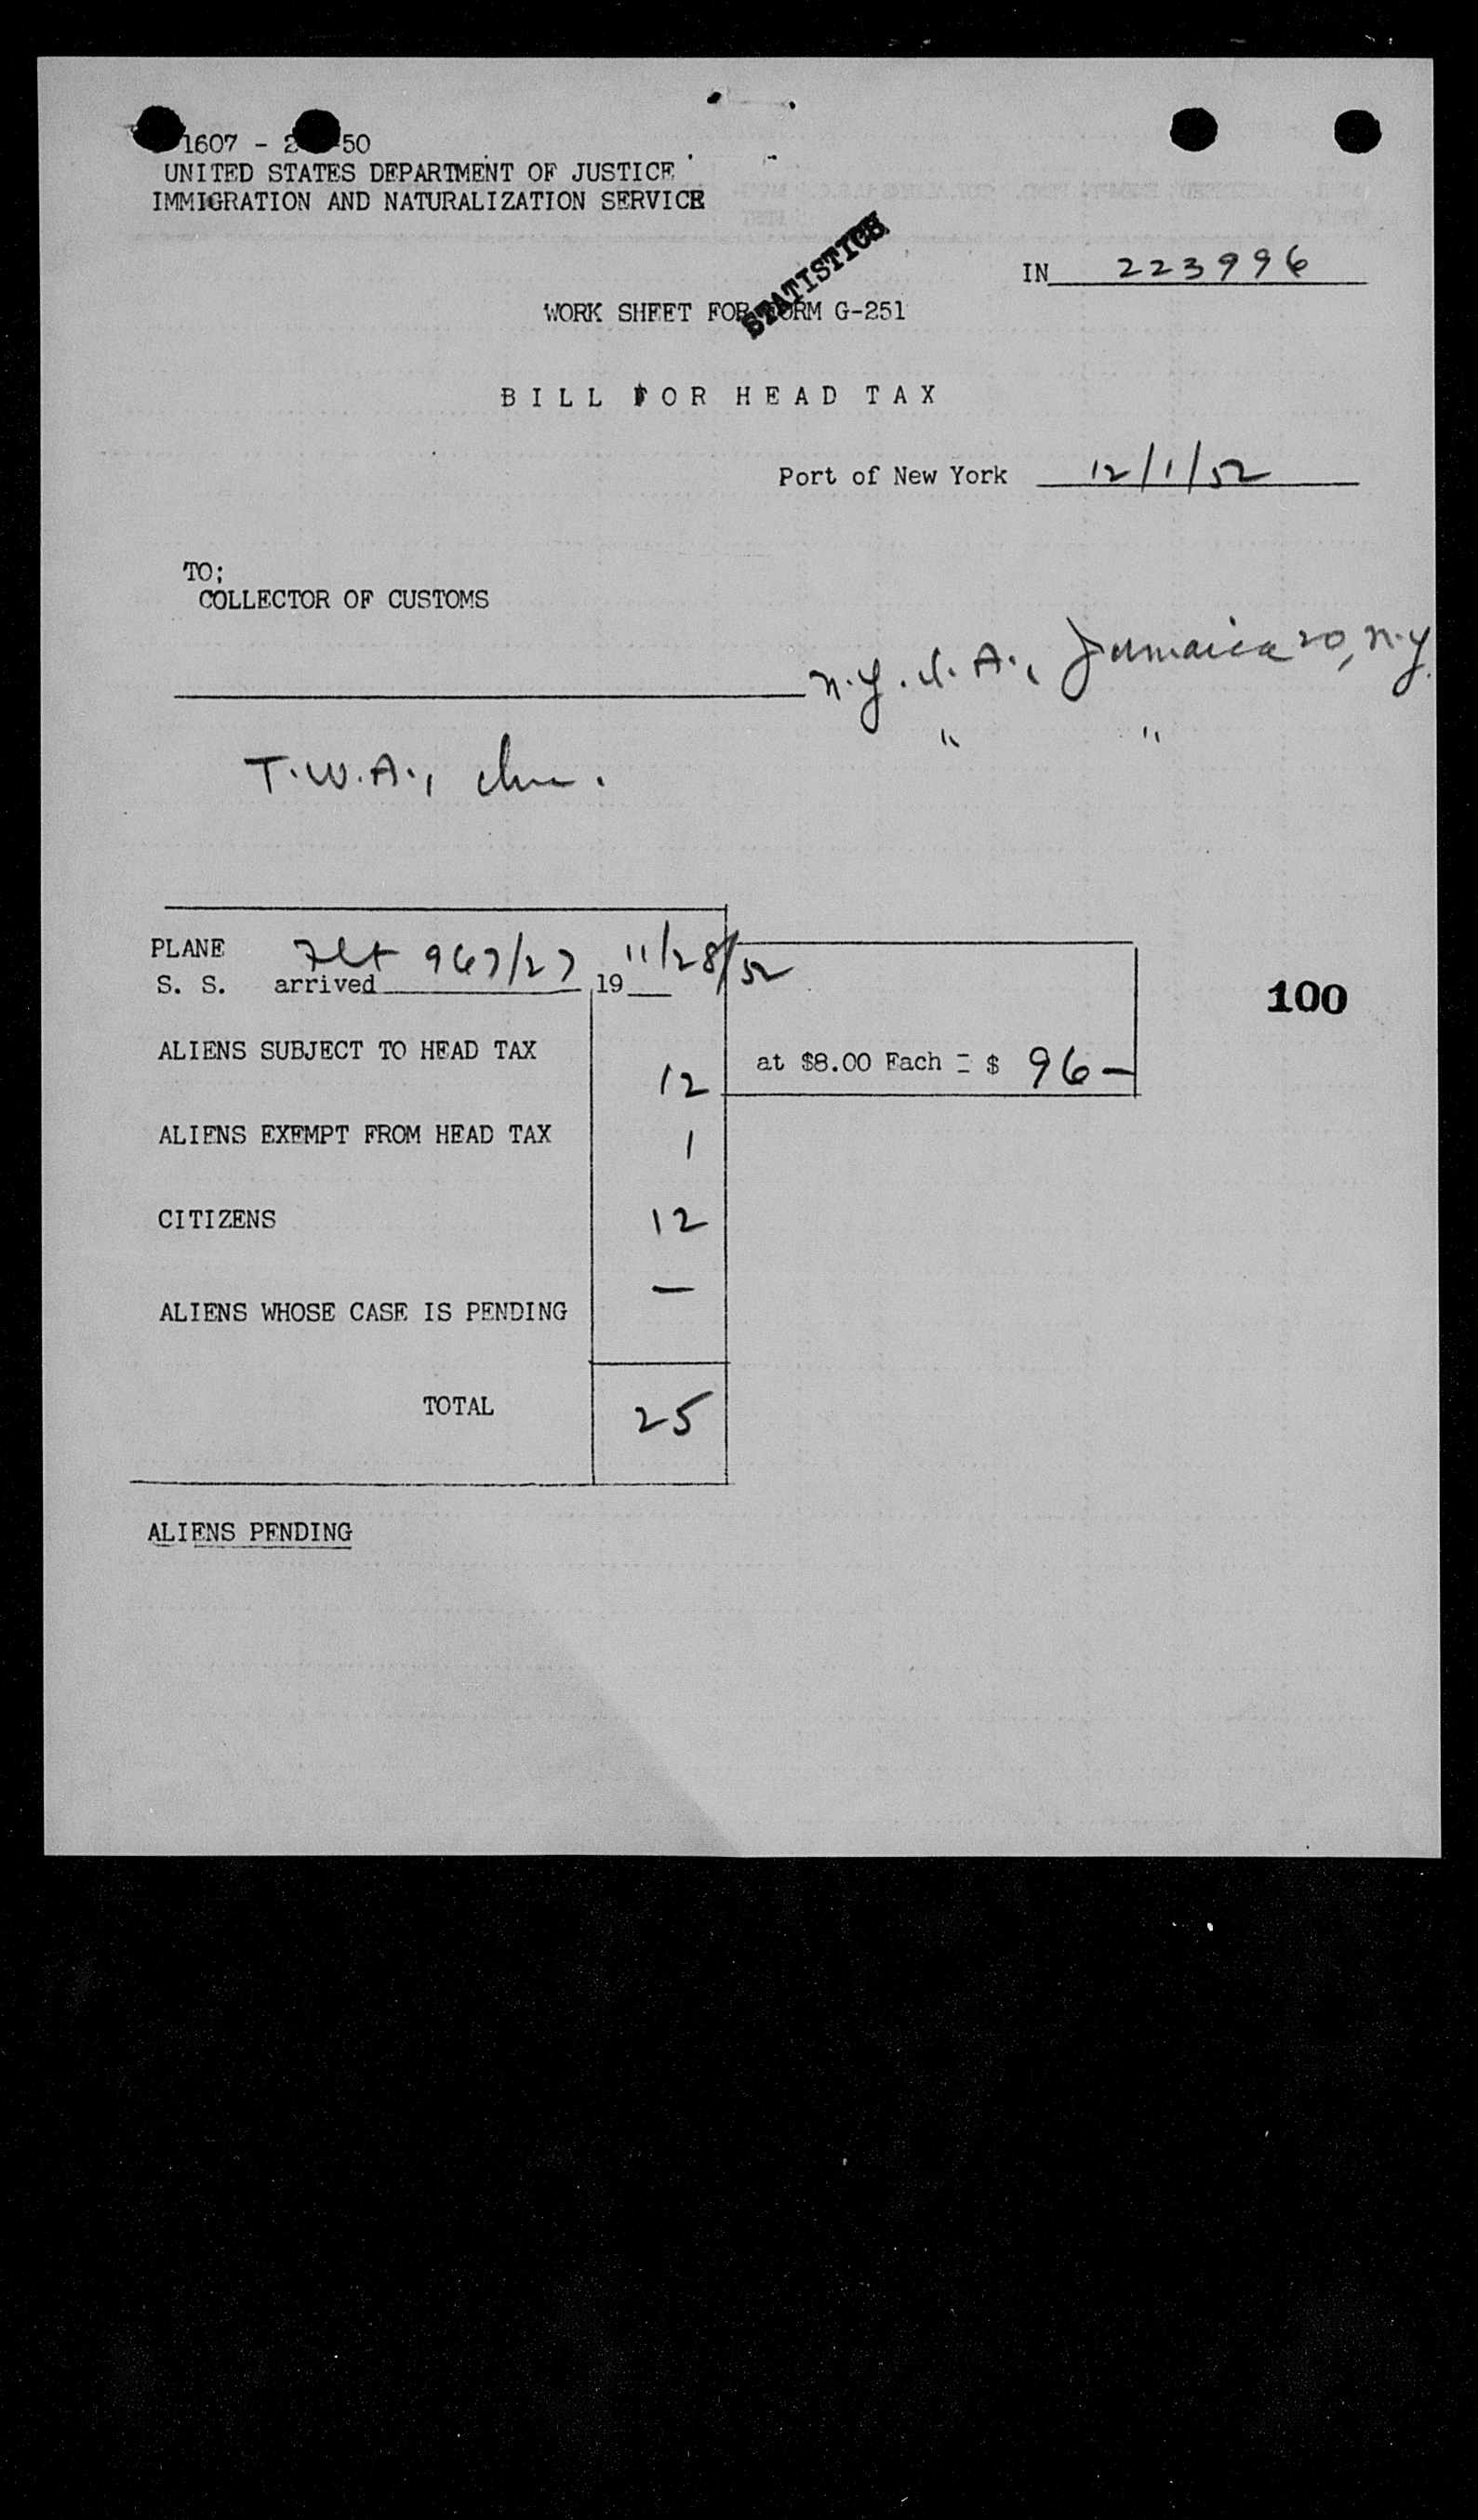 1607 - 2 50
UNITED STATES DEPARTMENT OF JUSTICE
IMMIGRATION AND NATURALIZATION SERVICE
STATISTICS
IN 223996
WORK SHEET FOR FORM G-251
BILL FOR HEAD TAX
Port of New York 12/1/52
TO;
COLLECTOR OF CUSTOMS
N.Y.I.A., Jamaica 20, N.Y.
" "
T.W.A., Inc.
PLANE Flt 967/27 11/28/52
S. S. arrived 19
100
ALIENS SUBJECT TO HEAD TAX 12 at $8.00 Each = $ 96-
ALIENS EXEMPT FROM HEAD TAX 1
CITIZENS 12
ALIENS WHOSE CASE IS PENDING —
TOTAL 25
ALIENS PENDING